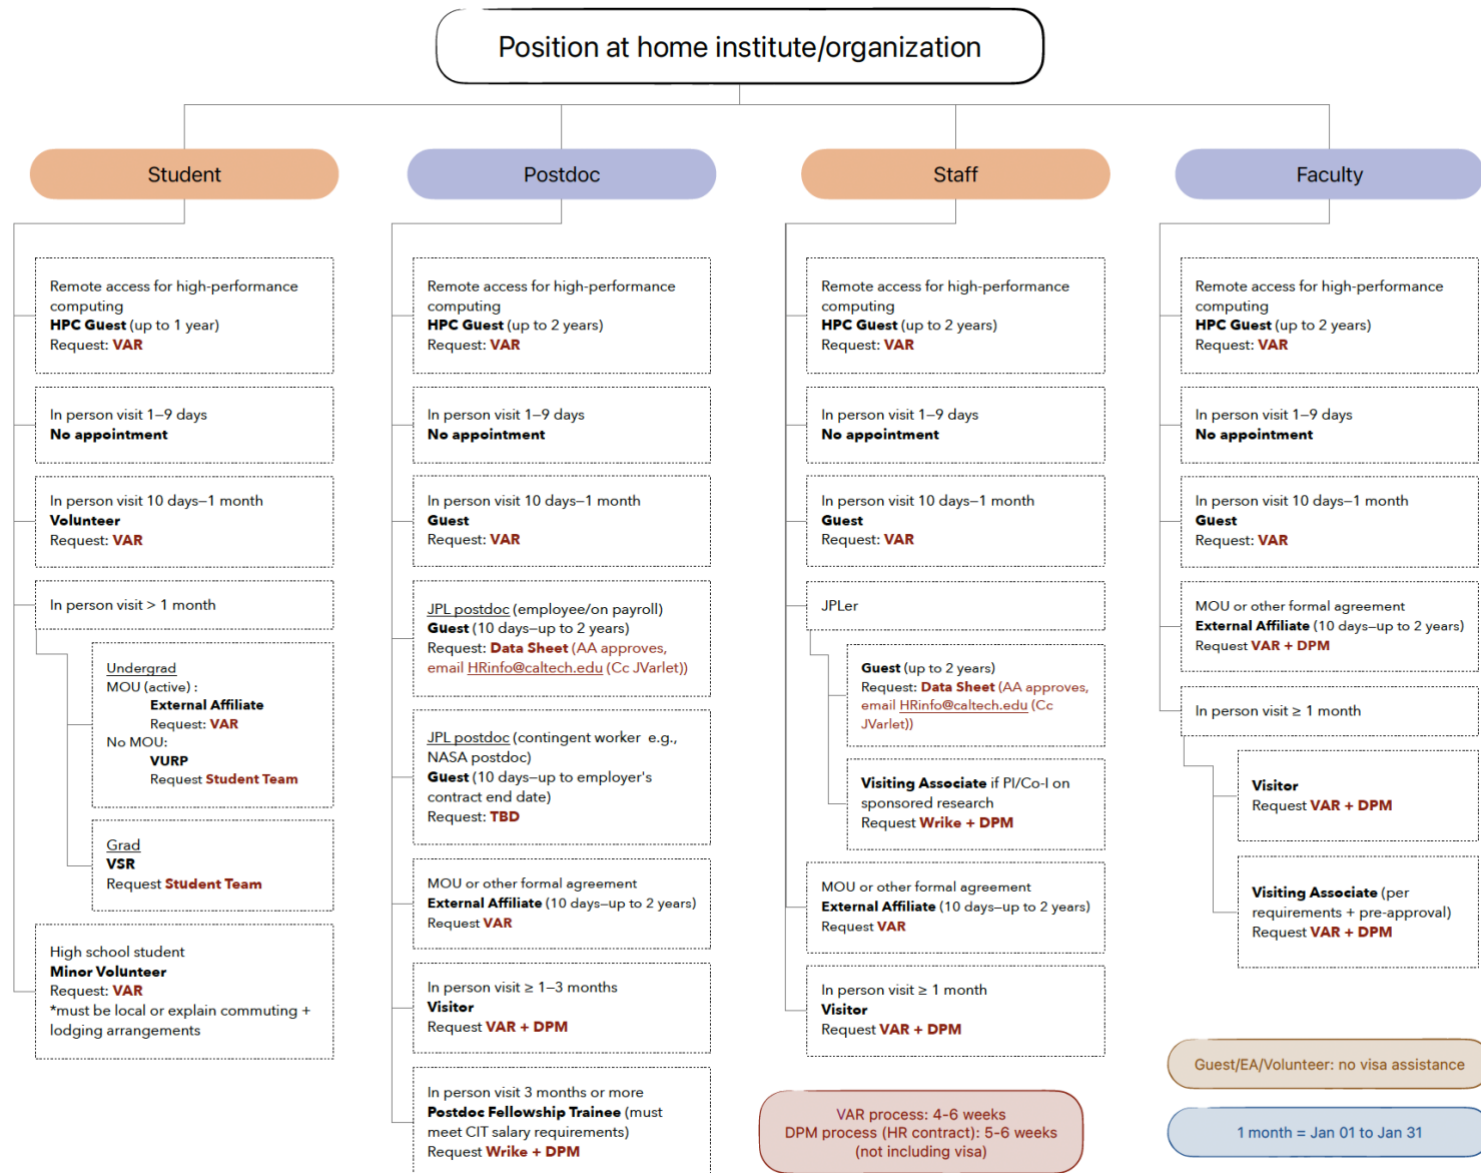 Position at home institute/organization
Student
Remote access for high-performance
computing
HPC Guest (up to 1 year)
Request: VAR
In person visit 1–9 days
No appointment
In person visit 10 days–1 month
Volunteer
Request: VAR
In person visit > 1 month
Undergrad
MOU (active) :
External Affiliate
Request: VAR
No MOU:
VURP
Request Student Team
Grad
VSR
Request Student Team
High school student
Minor Volunteer
Request: VAR
*must be local or explain commuting +
lodging arrangements
Postdoc
Remote access for high-performance
computing
HPC Guest (up to 2 years)
Request: VAR
In person visit 1–9 days
No appointment
In person visit 10 days–1 month
Guest
Request: VAR
JPL postdoc (employee/on payroll)
Guest (10 days–up to 2 years)
Request: Data Sheet (AA approves,
email HRinfo@caltech.edu (Cc JVarlet))
JPL postdoc (contingent worker e.g.,
NASA postdoc)
Guest (10 days–up to employer's
contract end date)
Request: TBD
MOU or other formal agreement
External Affiliate (10 days–up to 2 years)
Request VAR
In person visit ≥ 1–3 months
Visitor
Request VAR + DPM
In person visit 3 months or more
Postdoc Fellowship Trainee (must
meet CIT salary requirements)
Request Wrike + DPM
Staff
Remote access for high-performance
computing
HPC Guest (up to 2 years)
Request: VAR
In person visit 1–9 days
No appointment
In person visit 10 days–1 month
Guest
Request: VAR
JPLer
Guest (up to 2 years)
Request: Data Sheet (AA approves,
email HRinfo@caltech.edu (Cc
JVarlet))
Visiting Associate if PI/Co-I on
sponsored research
Request Wrike + DPM
MOU or other formal agreement
External Affiliate (10 days–up to 2 years)
Request VAR
In person visit ≥ 1 month
Visitor
Request VAR + DPM
Faculty
Remote access for high-performance
computing
HPC Guest (up to 2 years)
Request: VAR
In person visit 1–9 days
No appointment
In person visit 10 days–1 month
Guest
Request: VAR
MOU or other formal agreement
External Affiliate (10 days–up to 2 years)
Request VAR + DPM
In person visit ≥ 1 month
Visitor
Request VAR + DPM
Visiting Associate (per
requirements + pre-approval)
Request VAR + DPM
VAR process: 4-6 weeks
DPM process (HR contract): 5-6 weeks
(not including visa)
Guest/EA/Volunteer: no visa assistance
1 month = Jan 01 to Jan 31